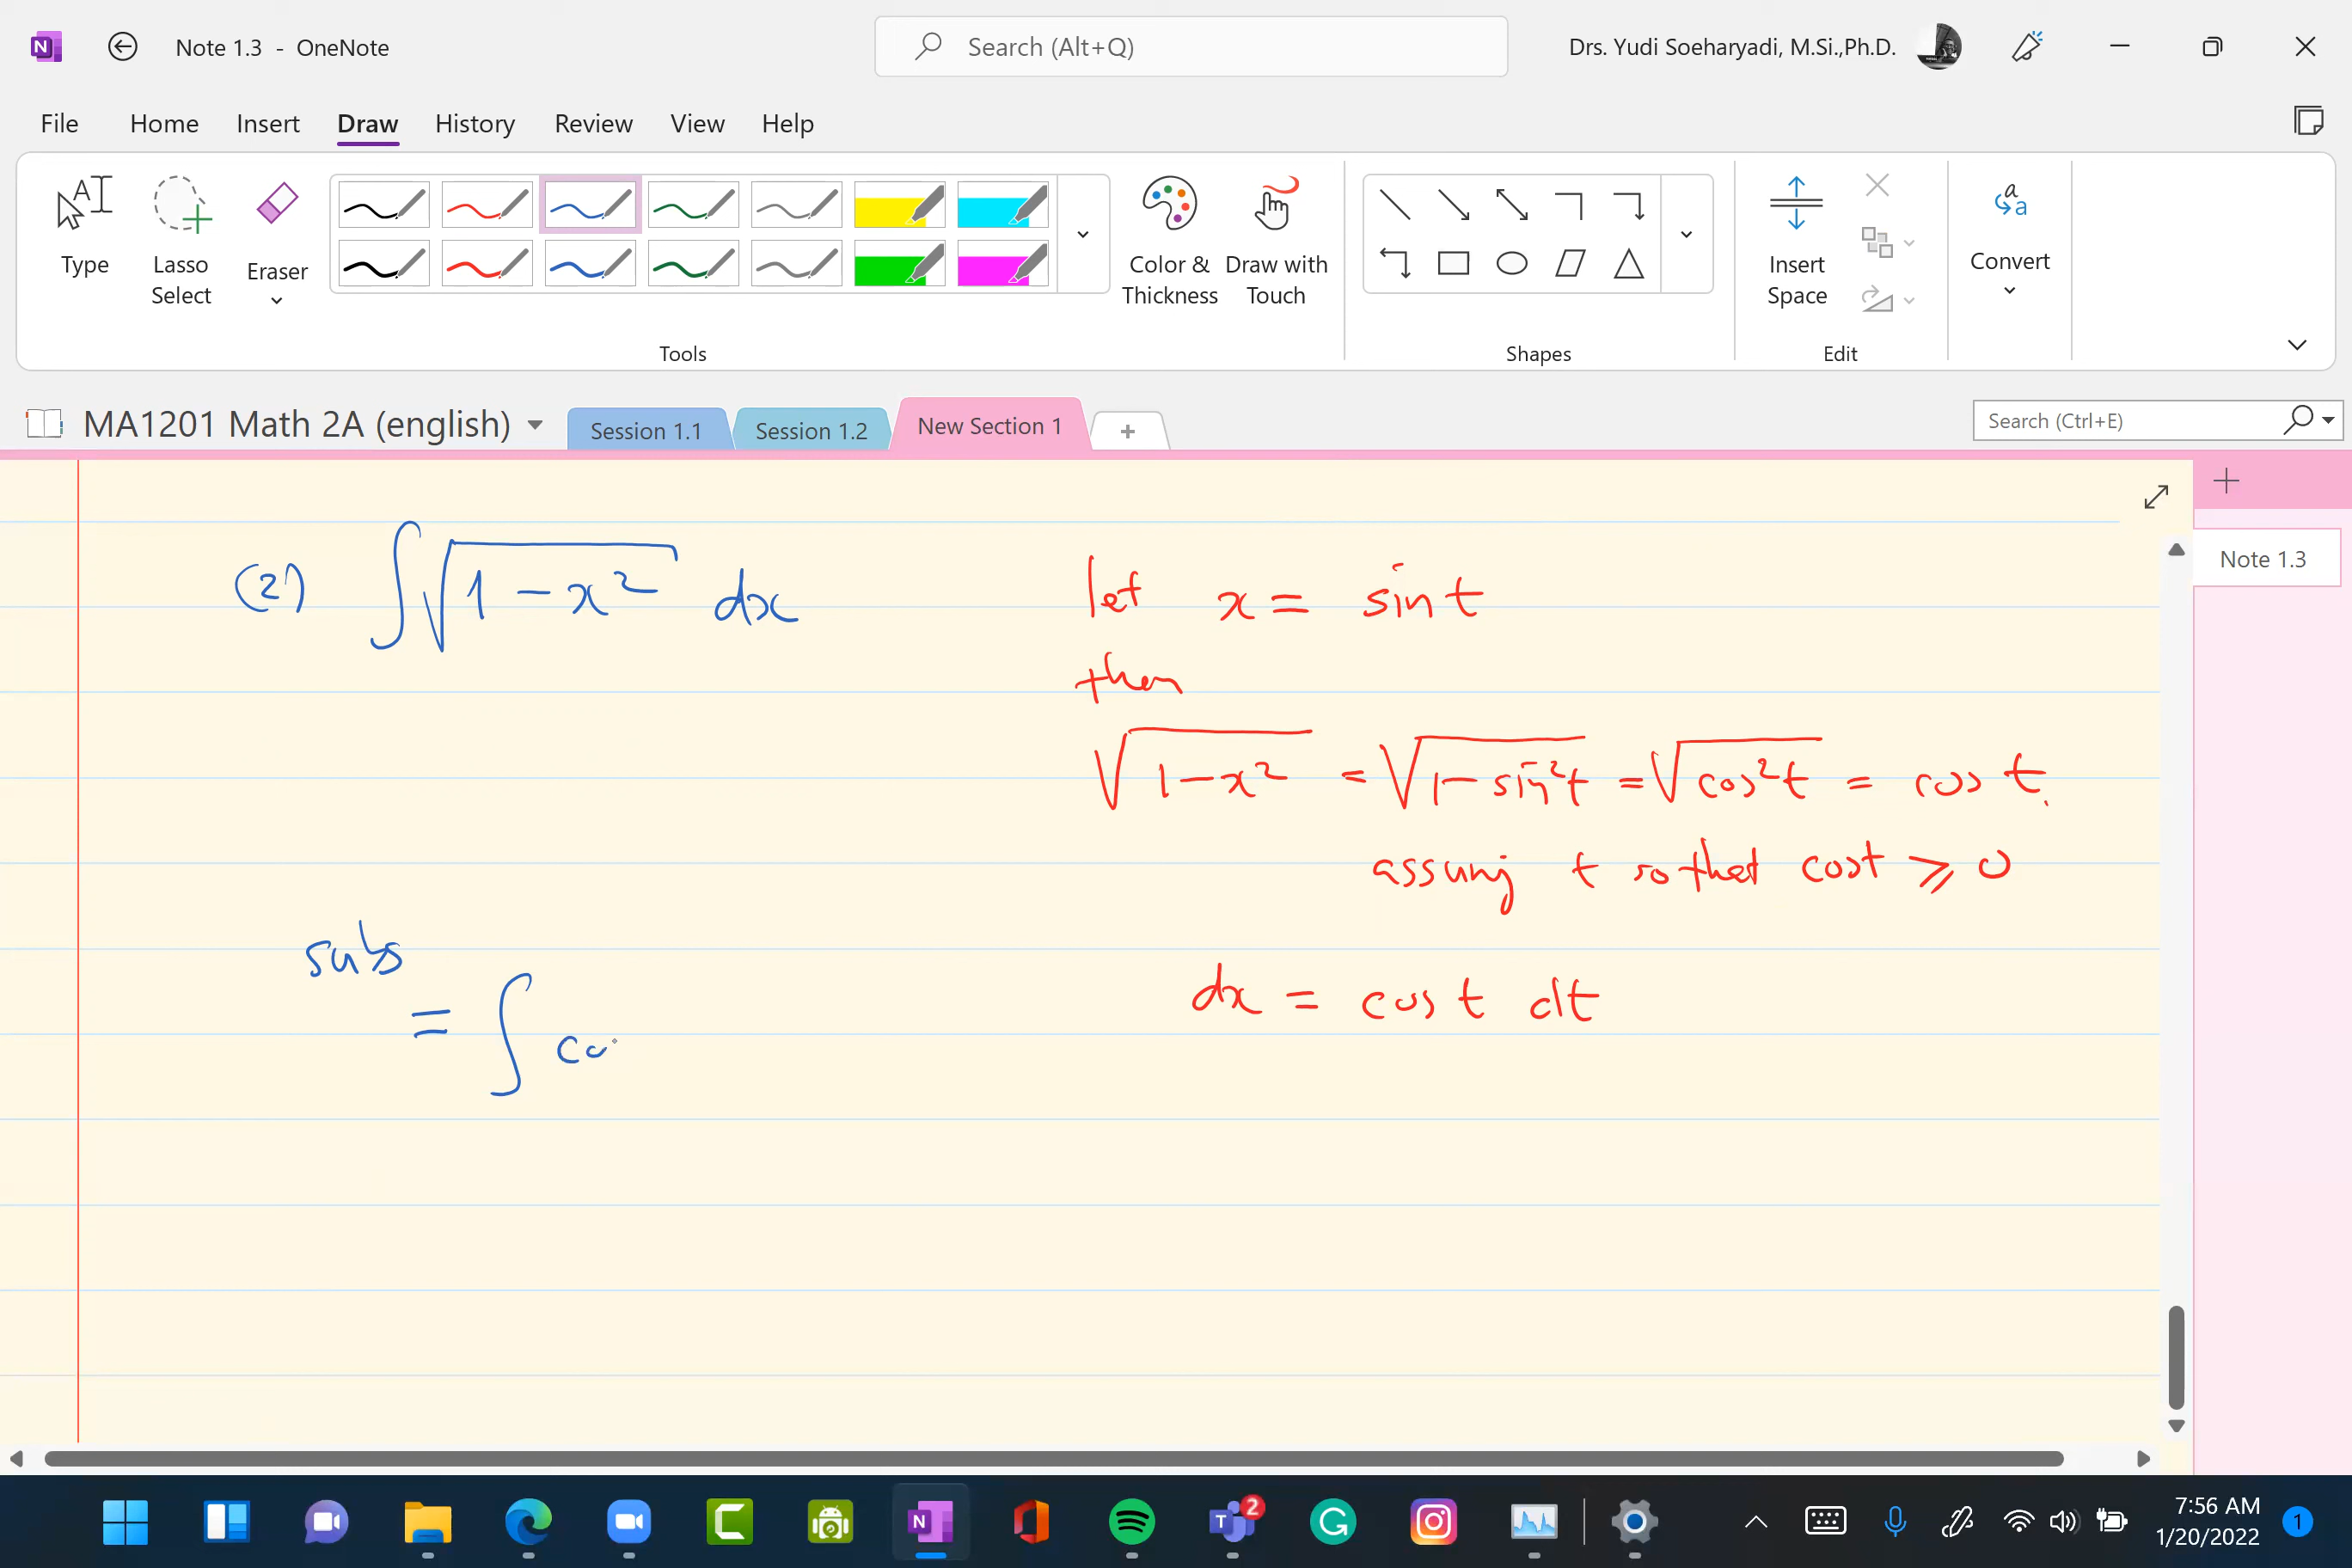 Note 1.3 - OneNote
Search (Alt+Q)
Drs. Yudi Soeharyadi, M.Si.,Ph.D.
File Home Insert Draw History Review View Help
Type
Lasso Select
Eraser
Color & Thickness
Draw with Touch
Insert Space
Convert
Tools
Shapes
Edit
MA1201 Math 2A (english)
Session 1.1
Session 1.2
New Section 1
Search (Ctrl+E)
Note 1.3
(2) ∫√(1 - x²) dx
let x = sin t
then
√(1-x²) = √(1-sin²t) = √(cos²t) = cos t.
assuming t so that cos t ⩾ 0
subs
= ∫ co
dx = cos t dt
2
7:56 AM
1/20/2022
1